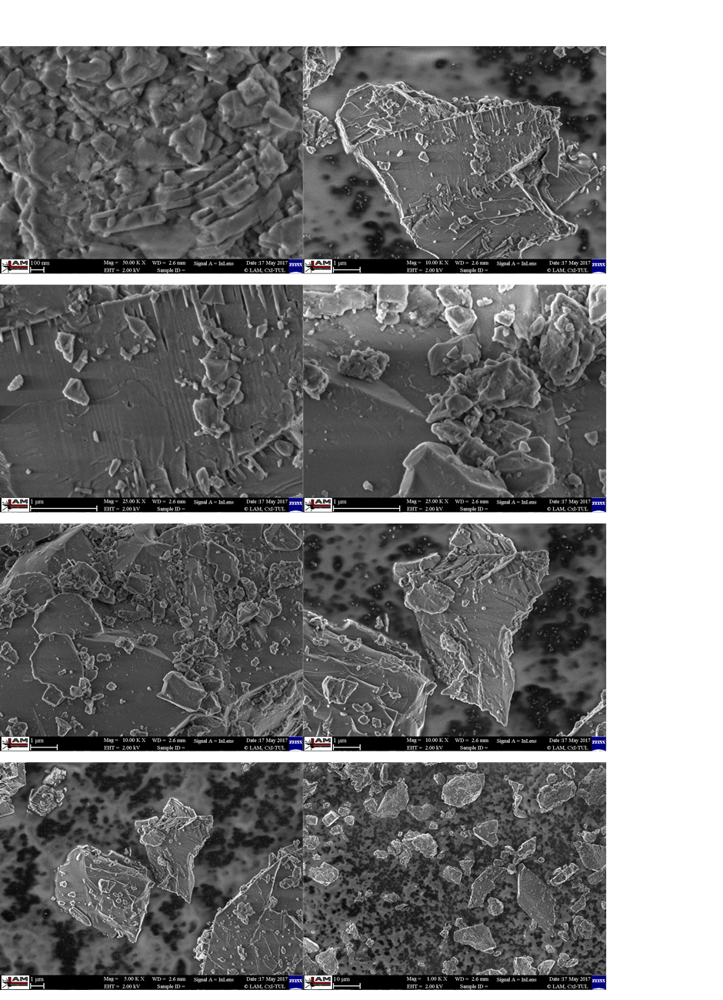 LAM 100 nm Mag = 50.00 K X WD = 2.6 mm Signal A = InLens Date :17 May 2017 ZEISS
EHT = 2.00 kV Sample ID = © LAM, CxI-TUL
LAM 1 µm Mag = 10.00 K X WD = 2.6 mm Signal A = InLens Date :17 May 2017 ZEISS
EHT = 2.00 kV Sample ID = © LAM, CxI-TUL
LAM 1 µm Mag = 25.00 K X WD = 2.6 mm Signal A = InLens Date :17 May 2017 ZEISS
EHT = 2.00 kV Sample ID = © LAM, CxI-TUL
LAM 1 µm Mag = 25.00 K X WD = 2.6 mm Signal A = InLens Date :17 May 2017 ZEISS
EHT = 2.00 kV Sample ID = © LAM, CxI-TUL
LAM 1 µm Mag = 10.00 K X WD = 2.6 mm Signal A = InLens Date :17 May 2017 ZEISS
EHT = 2.00 kV Sample ID = © LAM, CxI-TUL
LAM 1 µm Mag = 10.00 K X WD = 2.6 mm Signal A = InLens Date :17 May 2017 ZEISS
EHT = 2.00 kV Sample ID = © LAM, CxI-TUL
LAM 1 µm Mag = 5.00 K X WD = 2.6 mm Signal A = InLens Date :17 May 2017 ZEISS
EHT = 2.00 kV Sample ID = © LAM, CxI-TUL
LAM 10 µm Mag = 1.00 K X WD = 2.6 mm Signal A = InLens Date :17 May 2017 ZEISS
EHT = 2.00 kV Sample ID = © LAM, CxI-TUL